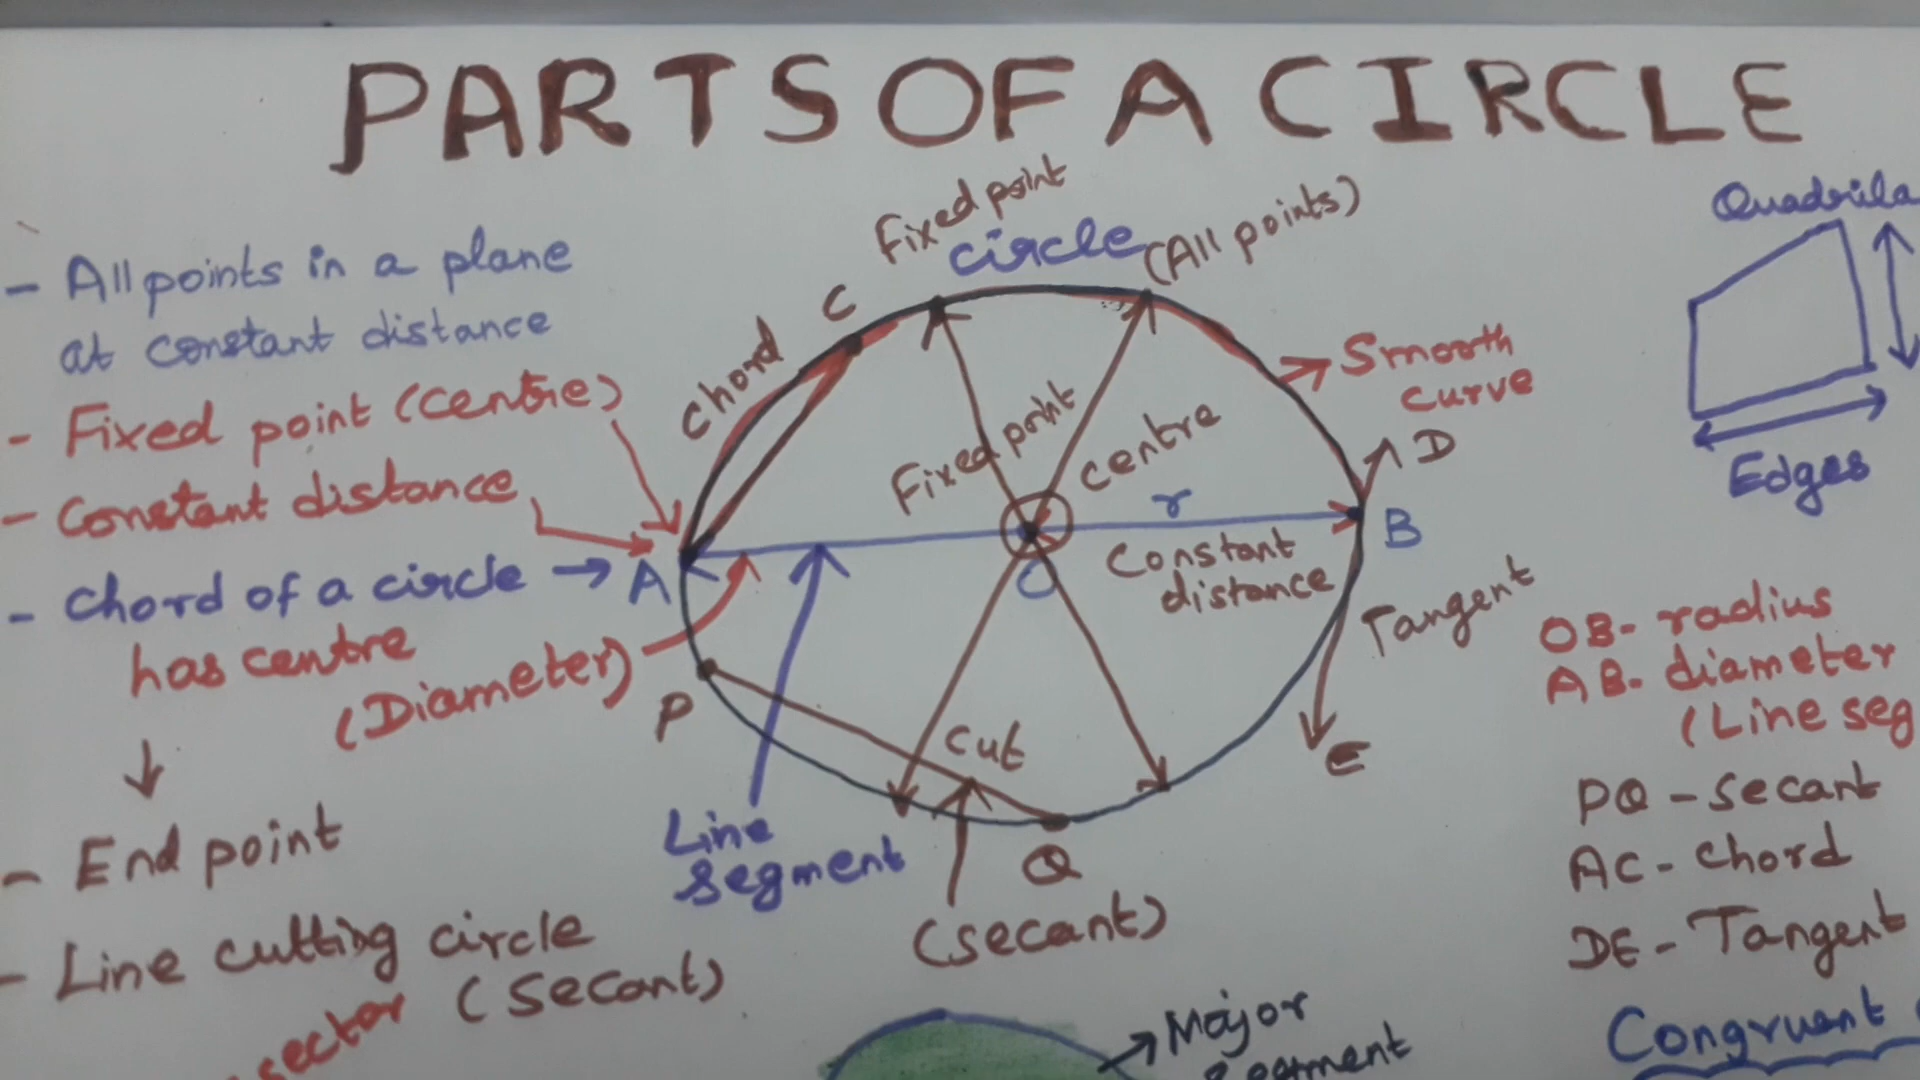 PARTS OF A CIRCLE
- All points in a plane
at constant distance
- Fixed point (centre)
- Constant distance
- Chord of a circle →
has centre
(Diameter)
- End point
- Line cutting circle
(Secant)
sector
Fixed point
circle (All points)
C
Chord
Fixed point
centre
r
Constant
distance
A
B
O
D
E
P
Q
Smooth
curve
Tangent
cut
Line
segment
(secant)
Major
Quadrila
Edges
OB- radius
AB- diameter
(Line seg
PQ - Secant
AC - Chord
DE - Tangent
Congruent